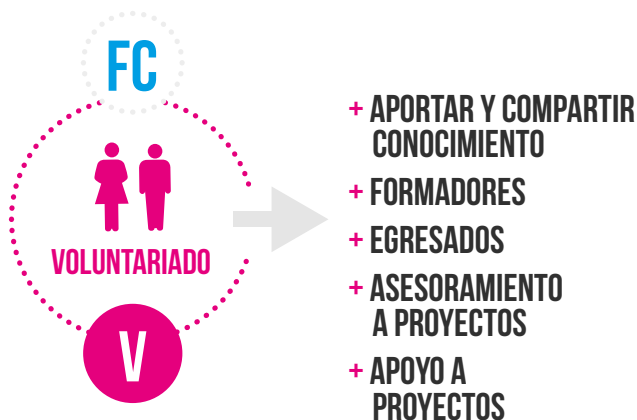 FC
VOLUNTARIADO
V
+ APORTAR Y COMPARTIR
CONOCIMIENTO
+ FORMADORES
+ EGRESADOS
+ ASESORAMIENTO
A PROYECTOS
+ APOYO A
PROYECTOS